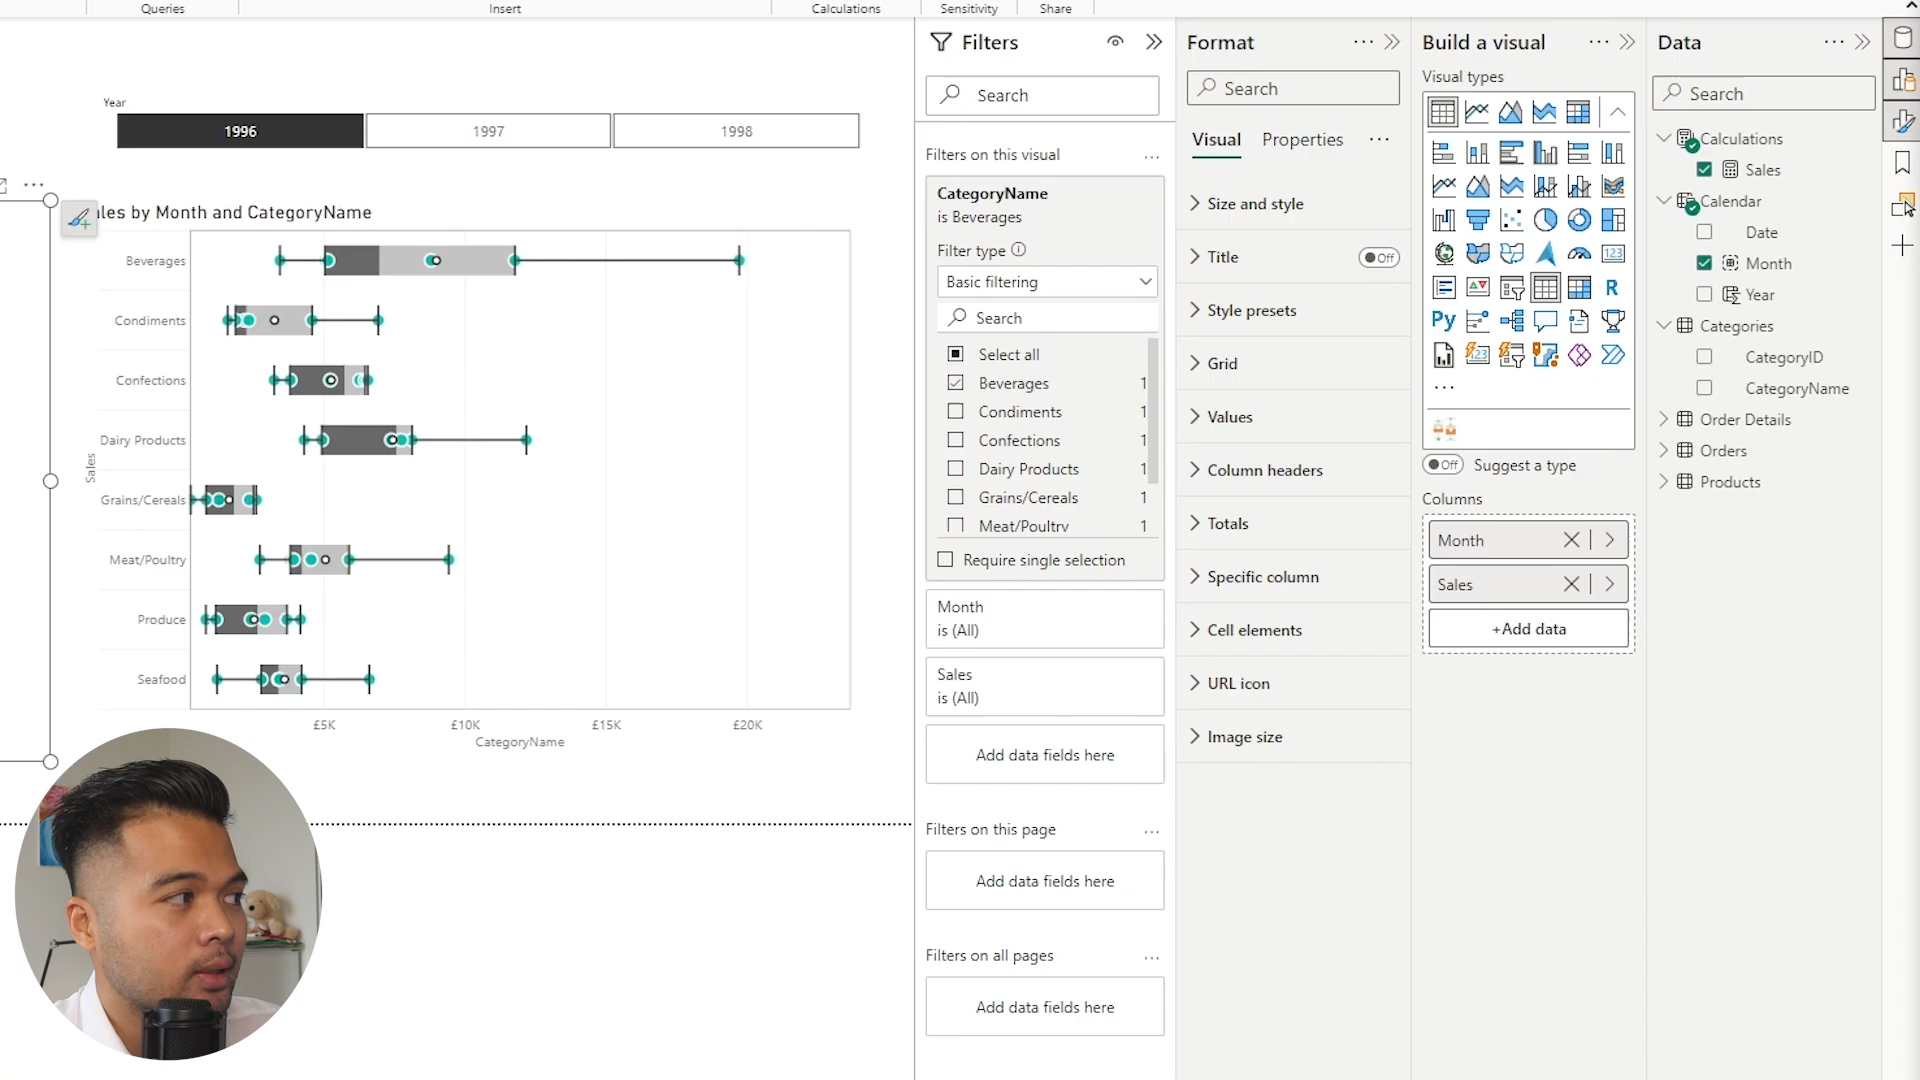 Queries
Insert
Calculations
Sensitivity
Share
Year
1996
1997
1998
ales by Month and CategoryName
Beverages
Condiments
Confections
Dairy Products
Grains/Cereals
Meat/Poultry
Produce
Seafood
Sales
£5K
£10K
£15K
£20K
CategoryName
Filters
Search
Filters on this visual
CategoryName
is Beverages
Filter type
Basic filtering
Search
Select all
Beverages 1
Condiments 1
Confections 1
Dairy Products 1
Grains/Cereals 1
Meat/Poultry 1
Require single selection
Month
is (All)
Sales
is (All)
Add data fields here
Filters on this page
Add data fields here
Filters on all pages
Add data fields here
Format
Search
Visual
Properties
Size and style
Title
Off
Style presets
Grid
Values
Column headers
Totals
Specific column
Cell elements
URL icon
Image size
Build a visual
Visual types
123
R
Py
123
Off
Suggest a type
Columns
Month
Sales
+Add data
Data
Search
Calculations
Sales
Calendar
Date
Month
Year
Categories
CategoryID
CategoryName
Order Details
Orders
Products